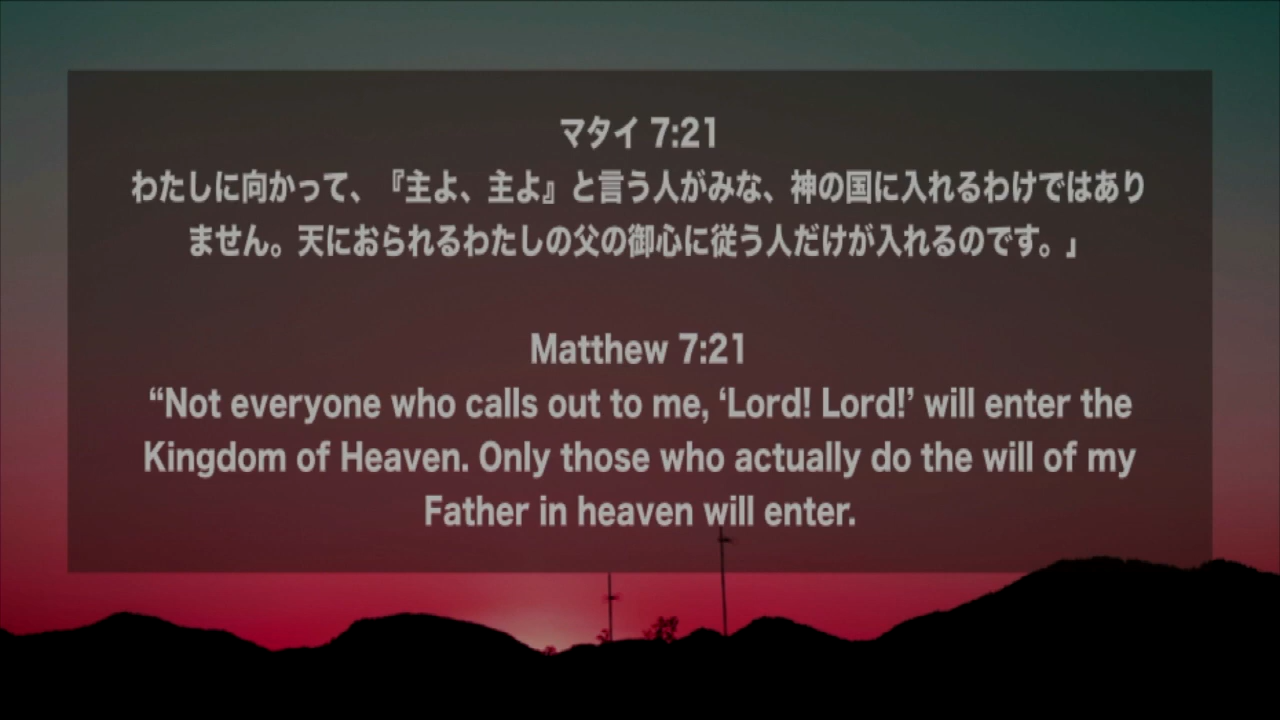 マタイ 7:21
わたしに向かって、『主よ、主よ』と言う人がみな、神の国に入れるわけではあり
ません。天におられるわたしの父の御心に従う人だけが入れるのです。」
Matthew 7:21
“Not everyone who calls out to me, ‘Lord! Lord!’ will enter the
Kingdom of Heaven. Only those who actually do the will of my
Father in heaven will enter.